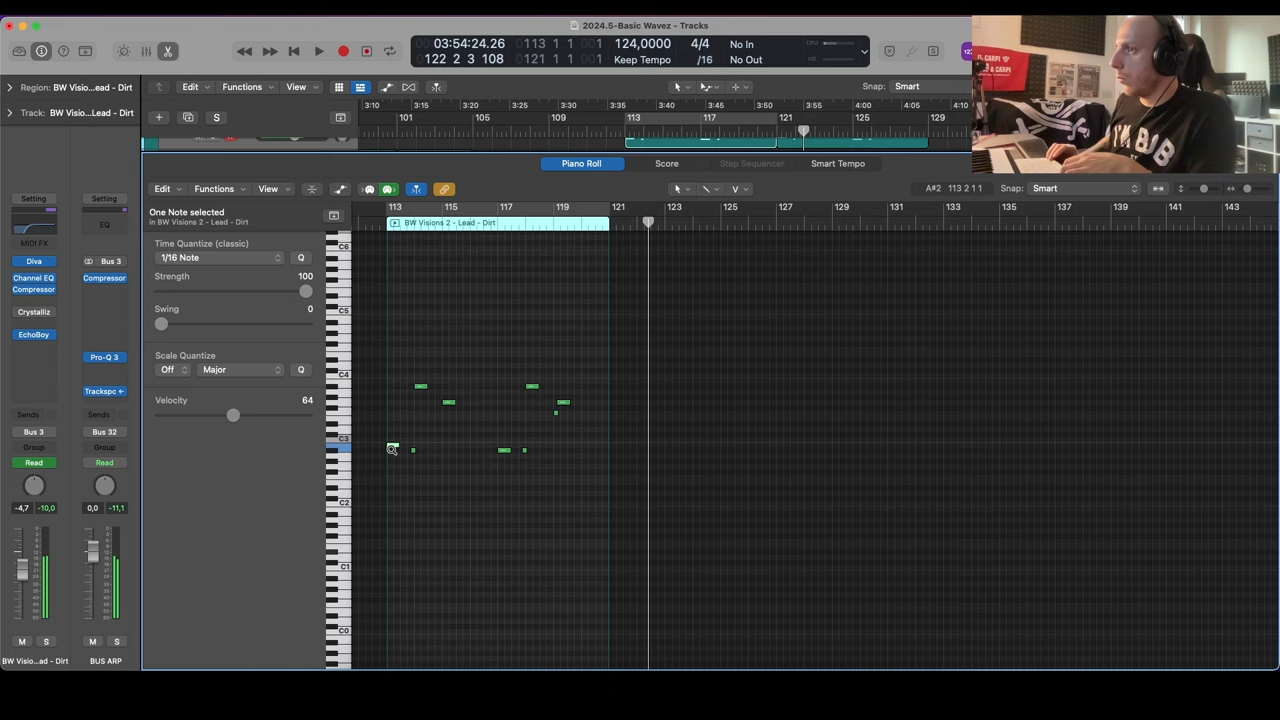 2024.5-Basic Wavez - Tracks
03:54:24.26
122 2 3 108
113 1 1 001
121 1 1 001
124,0000
Keep Tempo
4/4
/16
No In
No Out
CPU
HD
Region: BW Visio...ead - Dirt
Track: BW Visio...Lead - Dirt
Edit
Functions
View
Snap: Smart
3:10 3:15 3:20 3:25 3:30 3:35 3:40 3:45 3:50 3:55 4:00 4:05 4:10
101 105 109 113 117 121 125 129
S
Piano Roll
Score
Step Sequencer
Smart Tempo
Edit
Functions
View
A#2 113 2 1 1
Snap: Smart
113 115 117 119 121 123 125 127 129 131 133 135 137 139 141 143
BW Visions 2 - Lead - Dirt
One Note selected
in BW Visions 2 - Lead - Dirt
Time Quantize (classic)
1/16 Note
Q
Strength 100
Swing 0
Scale Quantize
Off
Major
Q
Velocity 64
C6
C5
C4
C3
C2
C1
C0
Setting
Setting
EQ
MIDI FX
Diva
Bus 3
Channel EQ
Compressor
Compressor
Crystalliz
EchoBoy
Pro-Q 3
Trackspc
Sends
Sends
Bus 3
Bus 32
Group
Group
Read
Read
-4,7
-10,0
0,0
-11,1
M
S
M
S
BW Visio...ad - Dirt
BUS ARP
CARPI